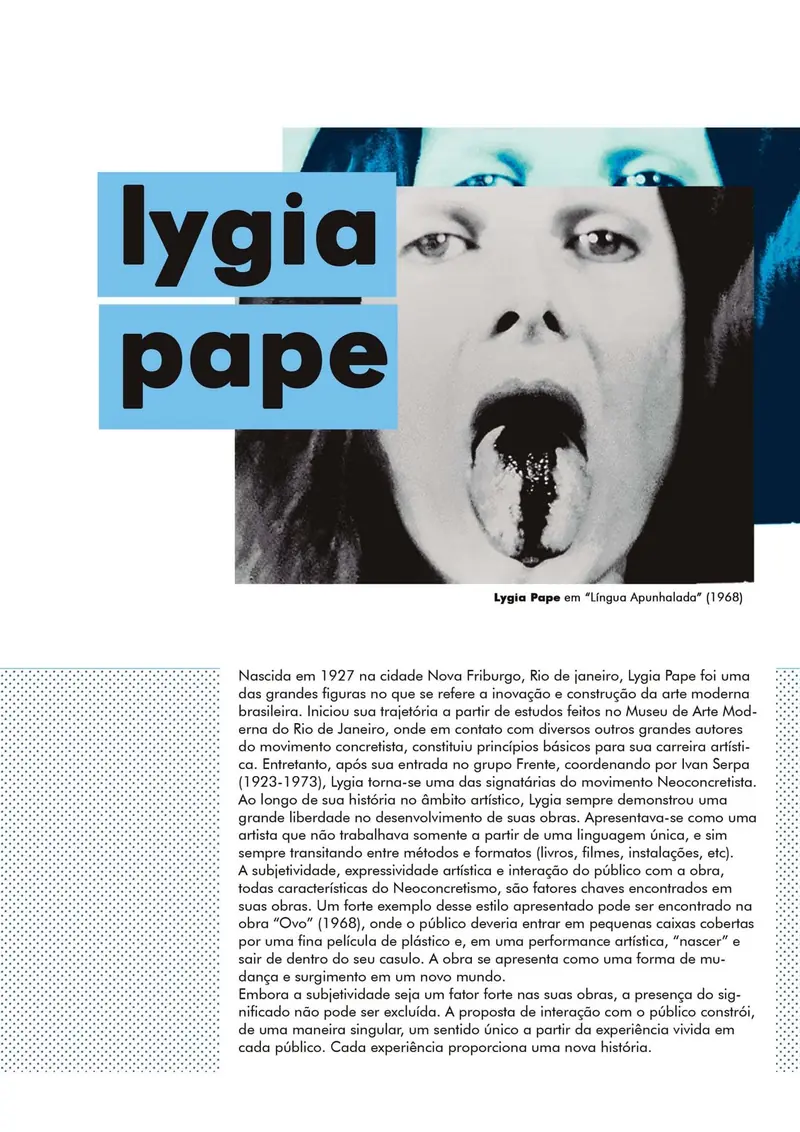 lygia
pape
Lygia Pape em “Língua Apunhalada” (1968)
Nascida em 1927 na cidade Nova Friburgo, Rio de janeiro, Lygia Pape foi uma
das grandes figuras no que se refere a inovação e construção da arte moderna
brasileira. Iniciou sua trajetória a partir de estudos feitos no Museu de Arte Mod-
erna do Rio de Janeiro, onde em contato com diversos outros grandes autores
do movimento concretista, constituiu princípios básicos para sua carreira artísti-
ca. Entretanto, após sua entrada no grupo Frente, coordenando por Ivan Serpa
(1923-1973), Lygia torna-se uma das signatárias do movimento Neoconcretista.
Ao longo de sua história no âmbito artístico, Lygia sempre demonstrou uma
grande liberdade no desenvolvimento de suas obras. Apresentava-se como uma
artista que não trabalhava somente a partir de uma linguagem única, e sim
sempre transitando entre métodos e formatos (livros, filmes, instalações, etc).
A subjetividade, expressividade artística e interação do público com a obra,
todas características do Neoconcretismo, são fatores chaves encontrados em
suas obras. Um forte exemplo desse estilo apresentado pode ser encontrado na
obra “Ovo” (1968), onde o público deveria entrar em pequenas caixas cobertas
por uma fina película de plástico e, em uma performance artística, “nascer” e
sair de dentro do seu casulo. A obra se apresenta como uma forma de mu-
dança e surgimento em um novo mundo.
Embora a subjetividade seja um fator forte nas suas obras, a presença do sig-
nificado não pode ser excluída. A proposta de interação com o público constrói,
de uma maneira singular, um sentido único a partir da experiência vivida em
cada público. Cada experiência proporciona uma nova história.